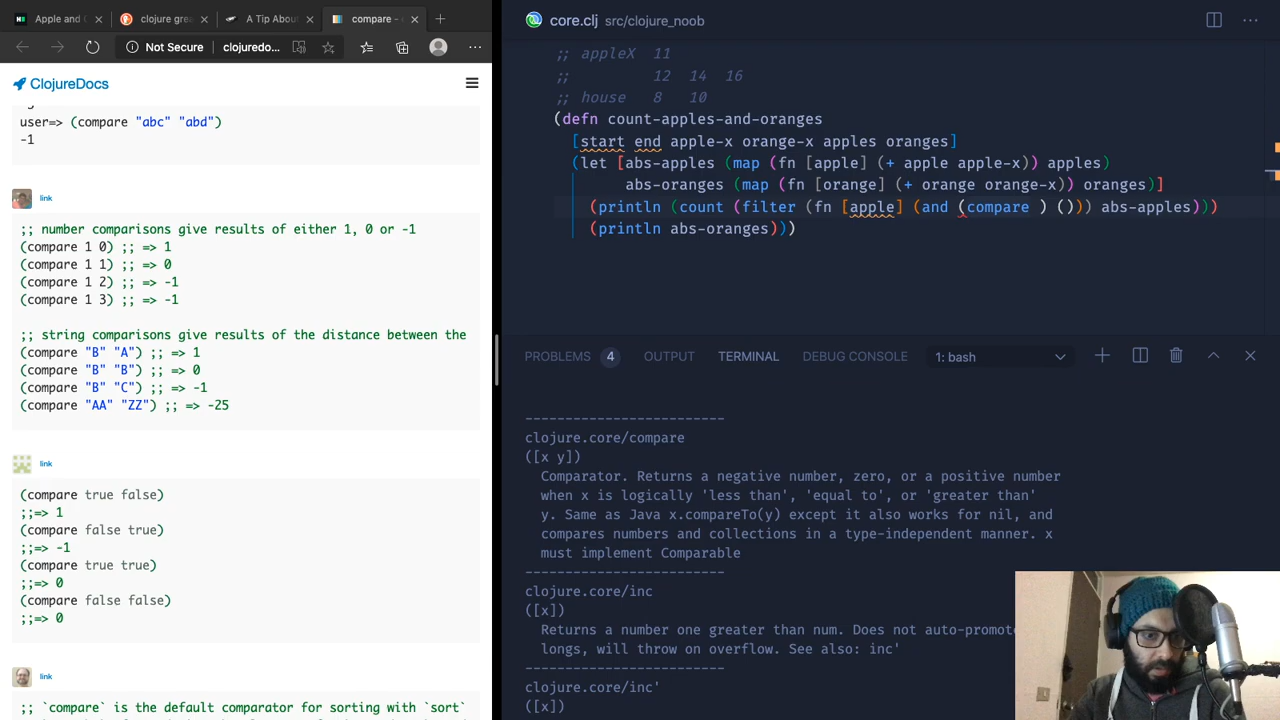 Apple and O
clojure grea
A Tip About
compare -
Not Secure
clojuredo...
ClojureDocs
user=> (compare "abc" "abd")
-1
link
;; number comparisons give results of either 1, 0 or -1
(compare 1 0) ;; => 1
(compare 1 1) ;; => 0
(compare 1 2) ;; => -1
(compare 1 3) ;; => -1
;; string comparisons give results of the distance between the
(compare "B" "A") ;; => 1
(compare "B" "B") ;; => 0
(compare "B" "C") ;; => -1
(compare "AA" "ZZ") ;; => -25
link
(compare true false)
;;=> 1
(compare false true)
;;=> -1
(compare true true)
;;=> 0
(compare false false)
;;=> 0
link
;; `compare` is the default comparator for sorting with `sort`
core.clj src/clojure_noob
;; appleX 11
;; 12 14 16
;; house 8 10
(defn count-apples-and-oranges
[start end apple-x orange-x apples oranges]
(let [abs-apples (map (fn [apple] (+ apple apple-x)) apples)
abs-oranges (map (fn [orange] (+ orange orange-x)) oranges)]
(println (count (filter (fn [apple] (and (compare ) ())) abs-apples)))
(println abs-oranges)))
PROBLEMS 4 OUTPUT TERMINAL DEBUG CONSOLE 1: bash
-------------------------
clojure.core/compare
([x y])
Comparator. Returns a negative number, zero, or a positive number
when x is logically 'less than', 'equal to', or 'greater than'
y. Same as Java x.compareTo(y) except it also works for nil, and
compares numbers and collections in a type-independent manner. x
must implement Comparable
-------------------------
clojure.core/inc
([x])
Returns a number one greater than num. Does not auto-promote
longs, will throw on overflow. See also: inc'
-------------------------
clojure.core/inc'
([x])